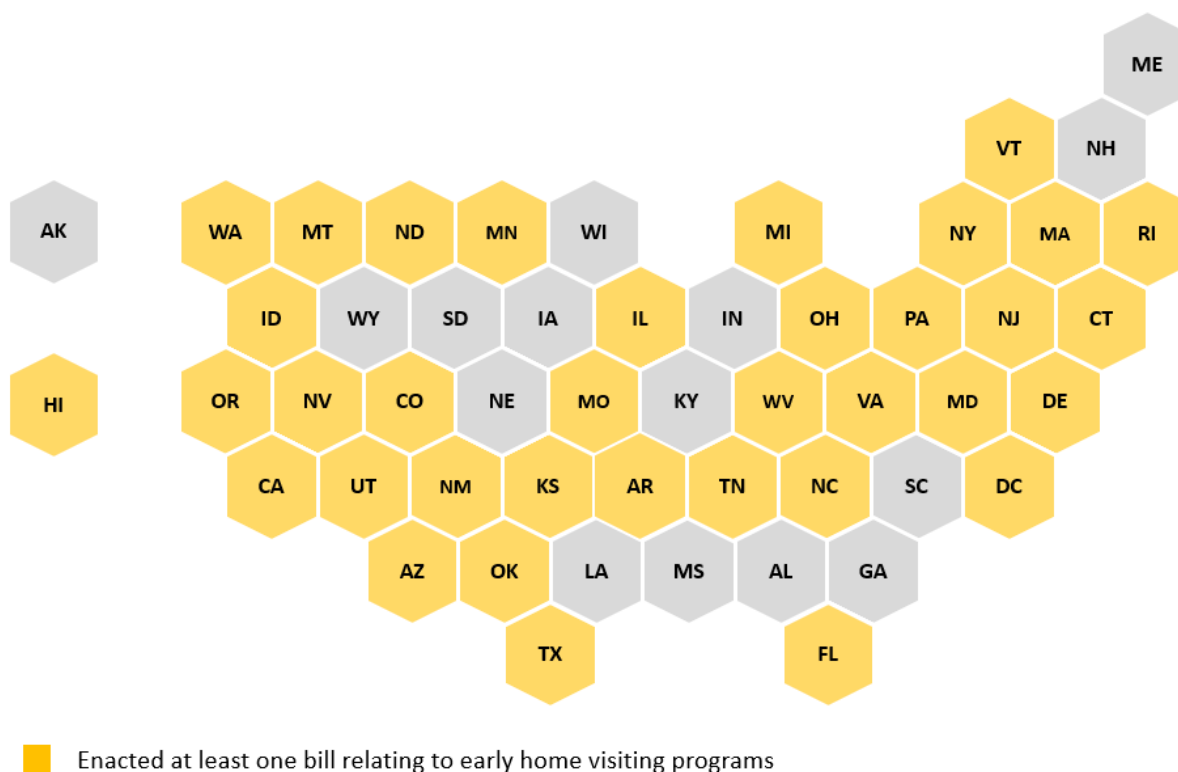 ME
VT NH
AK WA MT ND MN WI MI NY MA RI
ID WY SD IA IL IN OH PA NJ CT
HI OR NV CO NE MO KY WV VA MD DE
CA UT NM KS AR TN NC SC DC
AZ OK LA MS AL GA
TX FL
Enacted at least one bill relating to early home visiting programs